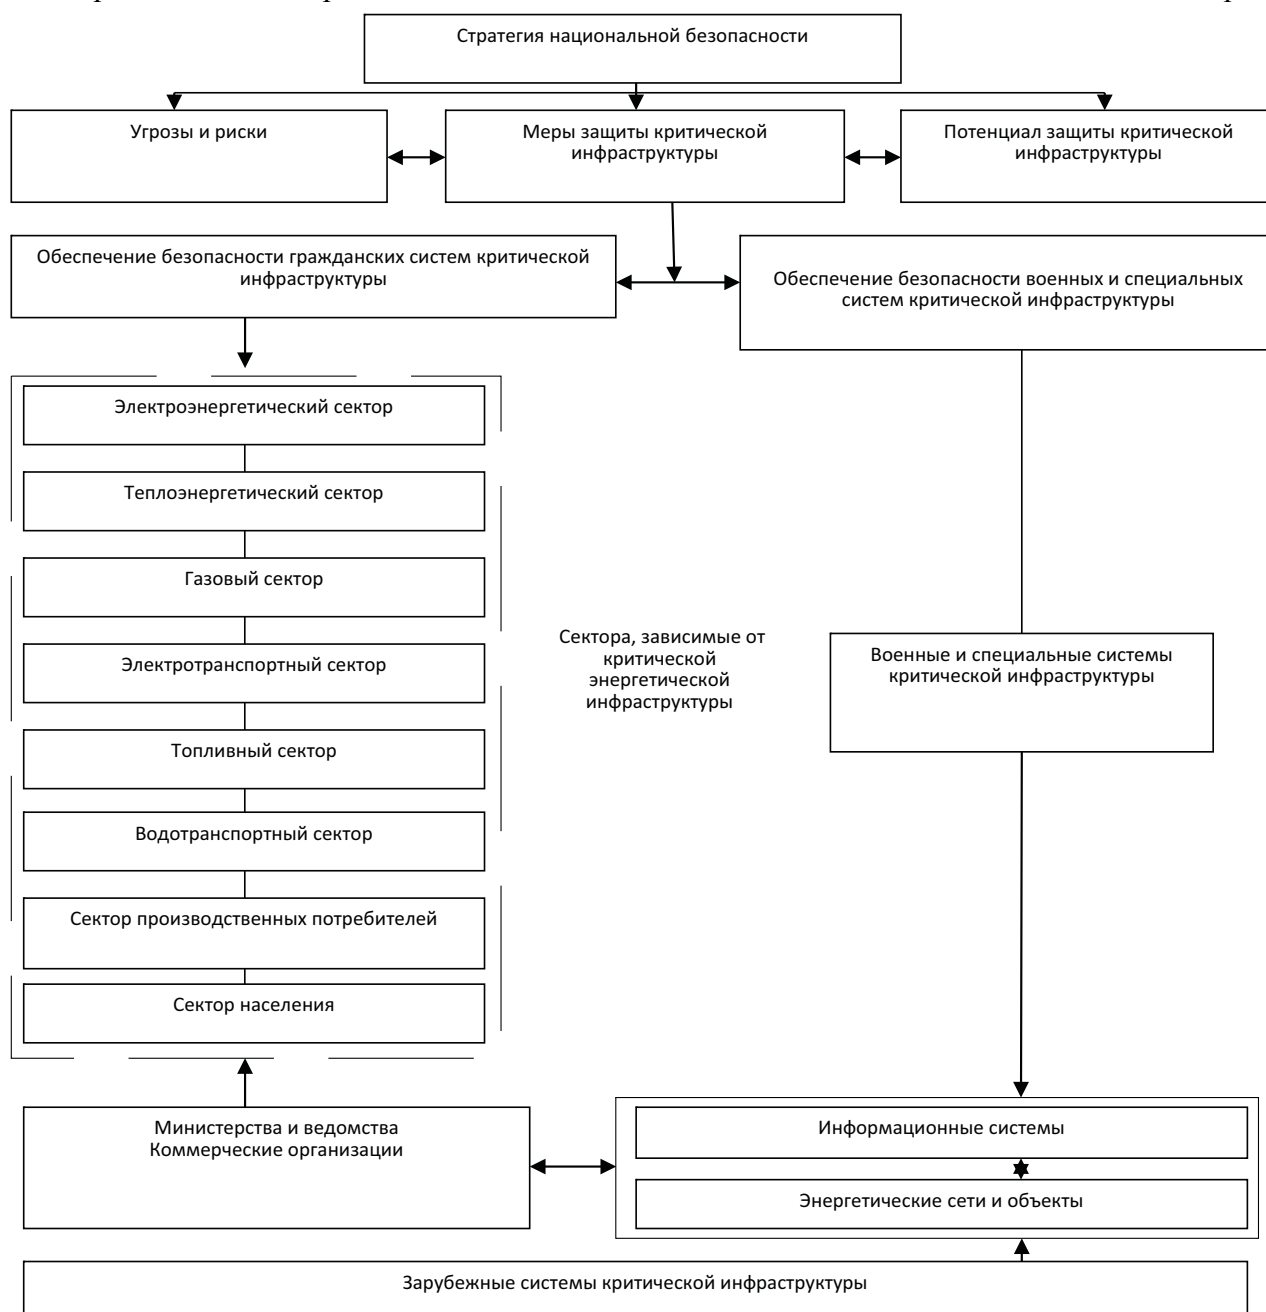 Стратегия национальной безопасности
Угрозы и риски
Меры защиты критической
инфраструктуры
Потенциал защиты критической
инфраструктуры
Обеспечение безопасности гражданских систем критической
инфраструктуры
Обеспечение безопасности военных и специальных
систем критической инфраструктуры
Электроэнергетический сектор
Теплоэнергетический сектор
Газовый сектор
Электротранспортный сектор
Топливный сектор
Водотранспортный сектор
Сектор производственных потребителей
Сектор населения
Сектора, зависимые от
критической
энергетической
инфраструктуры
Военные и специальные системы
критической инфраструктуры
Министерства и ведомства
Коммерческие организации
Информационные системы
Энергетические сети и объекты
Зарубежные системы критической инфраструктуры